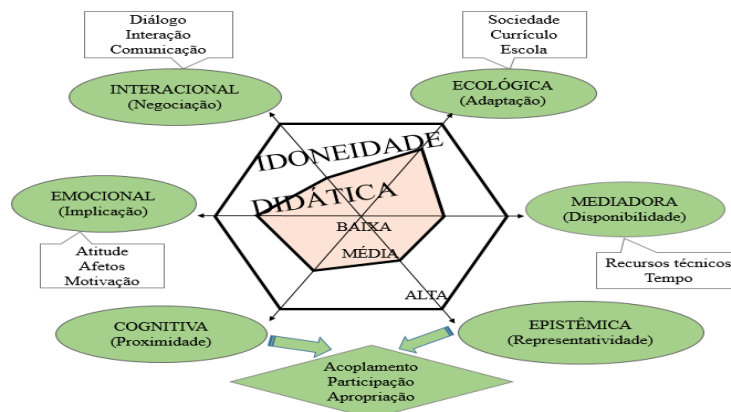 Diálogo
Interação
Comunicação
Sociedade
Currículo
Escola
INTERACIONAL
(Negociação)
ECOLÓGICA
(Adaptação)
IDONEIDADE
DIDÁTICA
EMOCIONAL
(Implicação)
MEDIADORA
(Disponibilidade)
BAIXA
MÉDIA
ALTA
Atitude
Afetos
Motivação
Recursos técnicos
Tempo
COGNITIVA
(Proximidade)
EPISTÊMICA
(Representatividade)
Acoplamento
Participação
Apropriação